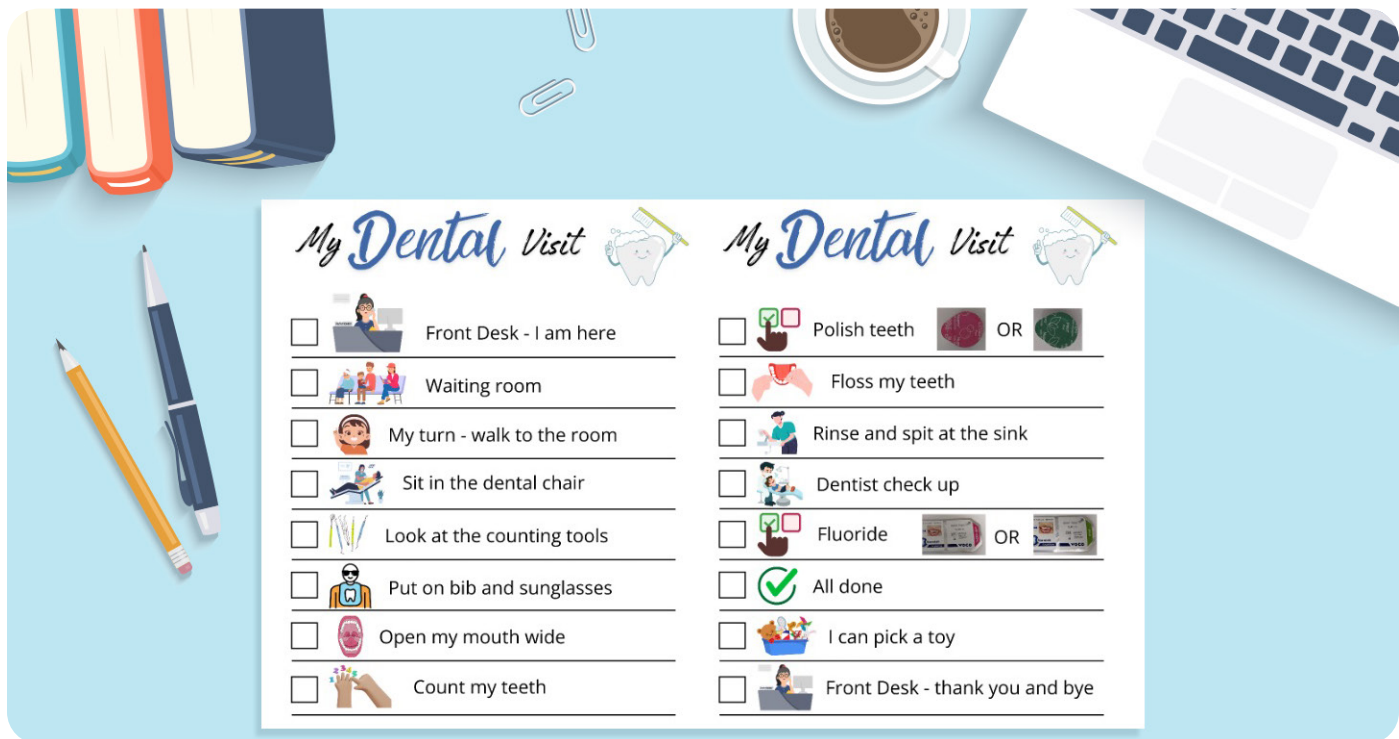 My Dental Visit
Front Desk - I am here
Waiting room
My turn - walk to the room
Sit in the dental chair
Look at the counting tools
Put on bib and sunglasses
Open my mouth wide
Count my teeth
My Dental Visit
Polish teeth OR
Floss my teeth
Rinse and spit at the sink
Dentist check up
Fluoride OR
All done
I can pick a toy
Front Desk - thank you and bye